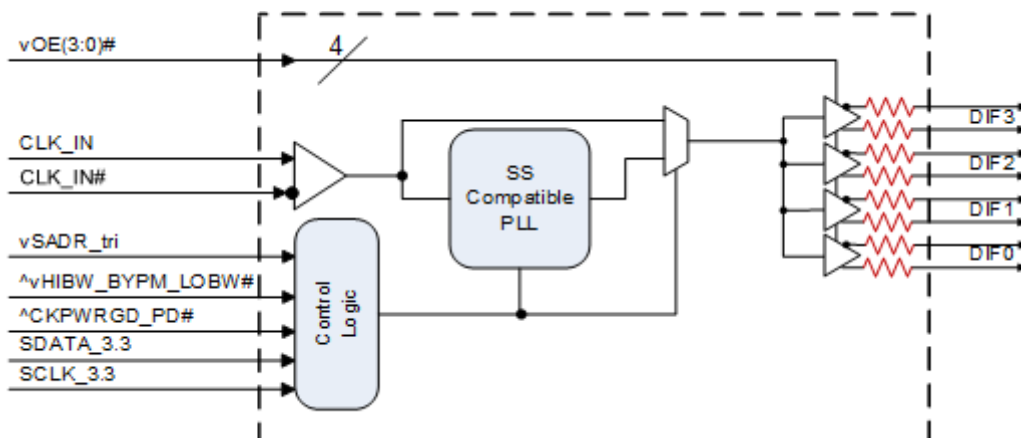 vOE(3:0)#
4
CLK_IN
CLK_IN#
SS
Compatible
PLL
DIF3
DIF2
DIF1
DIF0
vSADR_tri
^vHIBW_BYPM_LOBW#
^CKPWRGD_PD#
SDATA_3.3
SCLK_3.3
Control
Logic